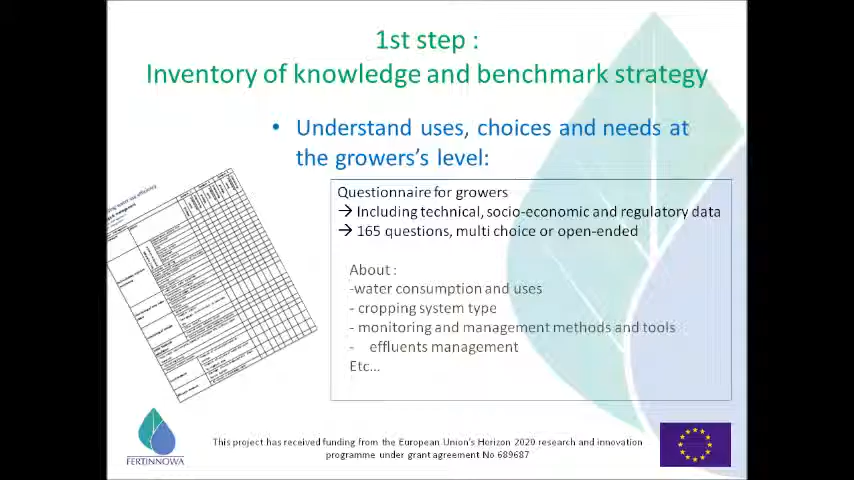 1st step :
Inventory of knowledge and benchmark strategy
• Understand uses, choices and needs at
the growers's level:
Questionnaire for growers
→ Including technical, socio-economic and regulatory data
→ 165 questions, multi choice or open-ended
About :
-water consumption and uses
- cropping system type
- monitoring and management methods and tools
- effluents management
Etc...
FERTINNOWA
This project has received funding from the European Union's Horizon 2020 research and innovation
programme under grant agreement No 689687